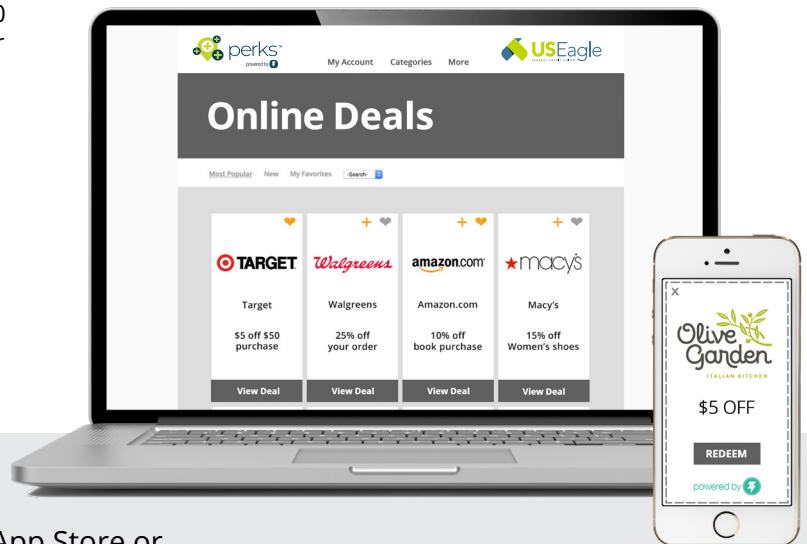 perks
powered by
My Account Categories More
USEagle
FEDERAL CREDIT UNION
Online Deals
Most Popular New My Favorites -Search-
TARGET
Walgreens
amazon.com
macy's
Target
Walgreens
Amazon.com
Macy's
$5 off $50
purchase
25% off
your order
10% off
book purchase
15% off
Women's shoes
View Deal
View Deal
View Deal
View Deal
X
Olive
Garden
ITALIAN KITCHEN
$5 OFF
REDEEM
powered by
App Store or